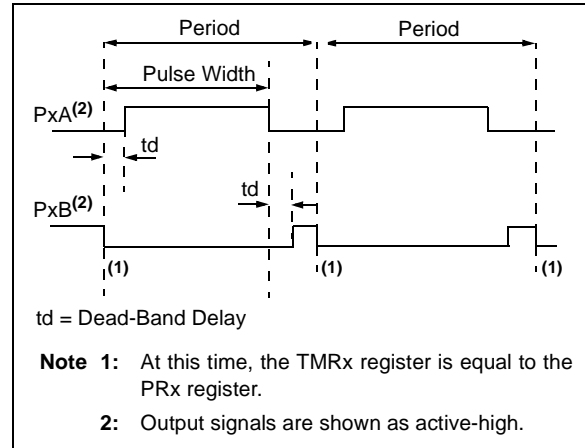 Period Period
Pulse Width
PxA(2)
td
td
PxB(2)
(1) (1) (1)
td = Dead-Band Delay
Note 1: At this time, the TMRx register is equal to the
PRx register.
2: Output signals are shown as active-high.